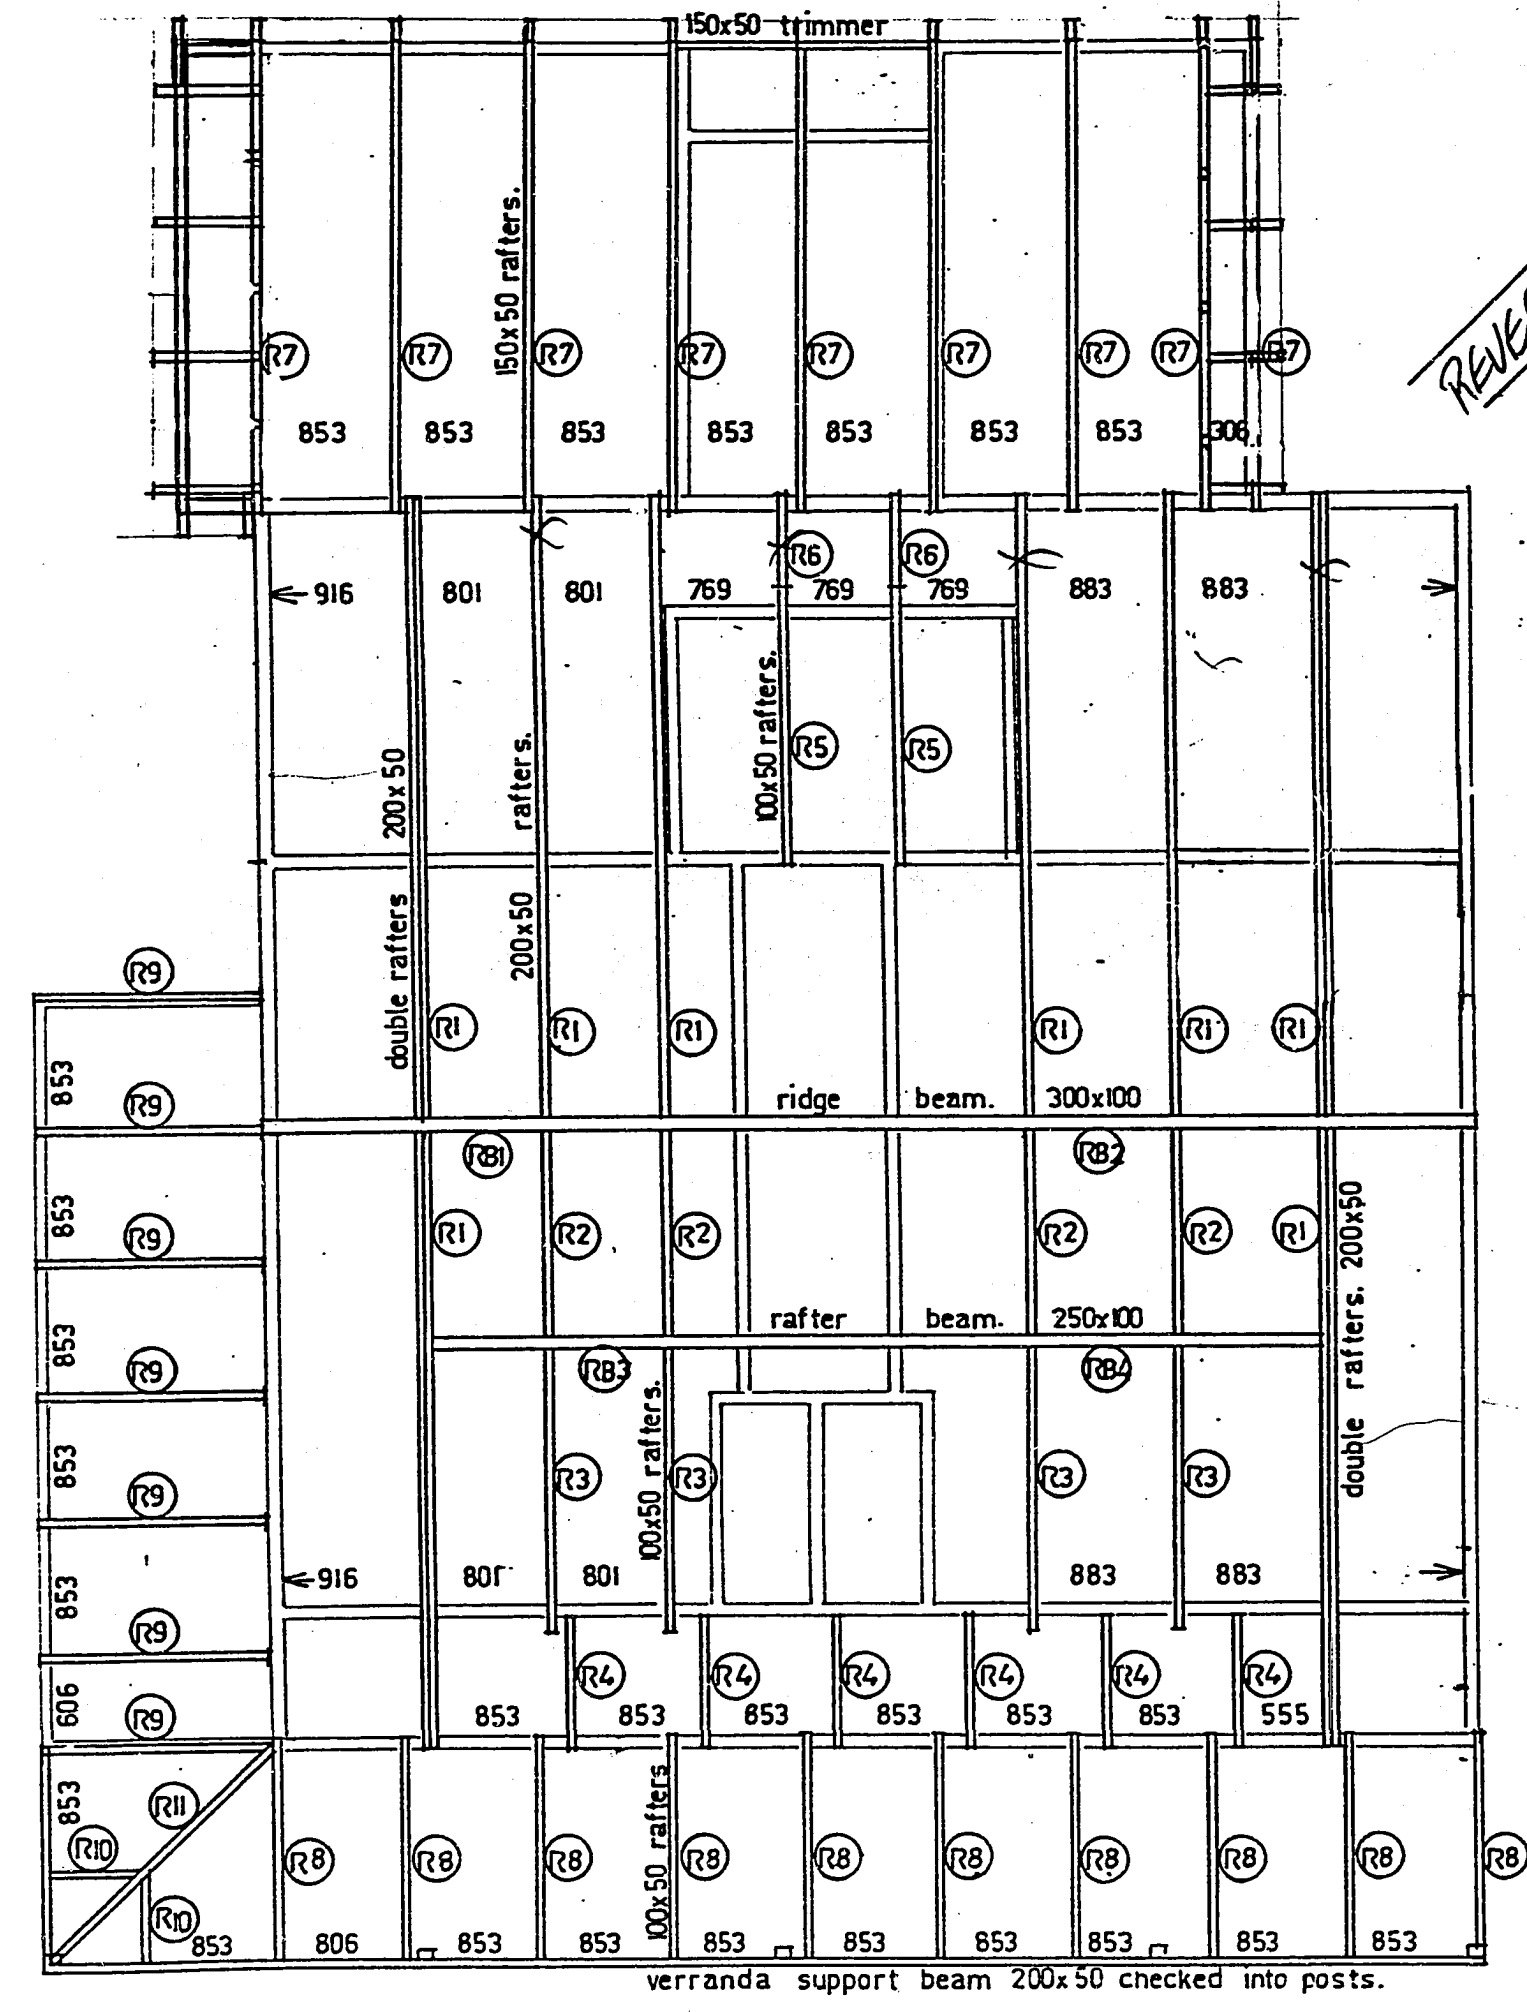 150x50 trimmer
150x50 rafters.
REVE
R7 R7 R7 R7 R7 R7 R7 R7 R7
853 853 853 853 853 853 853 308
R6 R6
916 801 801 769 769 769 883 883
200x50
rafters.
100x50 rafters.
R5 R5
double rafters
200x50
R9
R1 R1 R1 R1 R1 R1
853
R9
ridge beam. 300x100
RB1 RB2
853
R9
R1 R2 R2 R2 R2 R1
double rafters. 200x50
rafter beam. 250x100
853
R9
RB3 RB4
100x50 rafters.
853
R9
R3 R3 R3 R3
916 801 801 883 883
853
R9
R4 R4 R4 R4 R4 R4
606
R9
853 853 853 853 853 853 555
853
R11
100x50 rafters
R10
R8 R8 R8 R8 R8 R8 R8 R8 R8 R8
R10
853 806 853 853 853 853 853 853 853 853
verranda support beam 200x50 checked into posts.